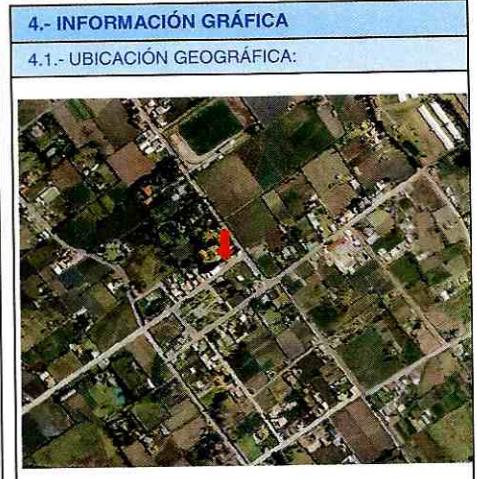 4.- INFORMACIÓN GRÁFICA
4.1.- UBICACIÓN GEOGRÁFICA: